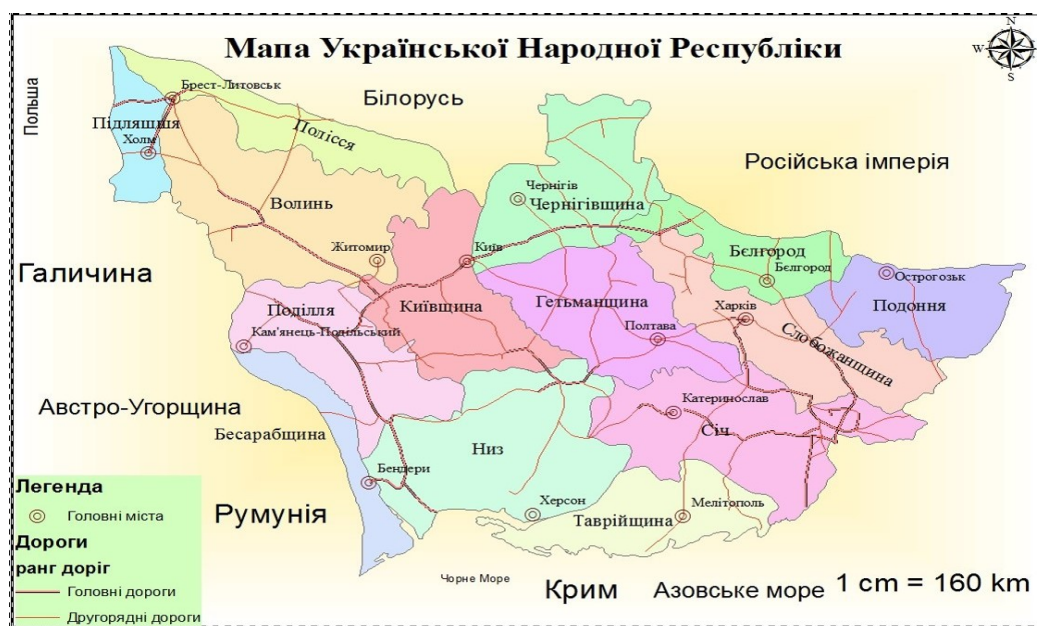 Мапа Української Народної Республіки
N
W
S
Польша
Брест-Литовськ
Білорусь
Підляшшя
Полісся
Холм
Російська імперія
Чернігів
Чернігівщина
Волинь
Житомир
Київ
Бєлгород
Бєлгород
Острогозьк
Галичина
Поділля
Київщина
Гетьманщина
Харків
Подоння
Кам'янець-Подільський
Полтава
Слобожанщина
Австро-Угорщина
Катеринослав
Бесарабщина
Січ
Низ
Бендери
Легенда
Головні міста
Румунія
Херсон
Мелітополь
Таврійщина
Дороги
ранг доріг
Головні дороги
Другорядні дороги
Чорне Море
Крим
Азовське море
1 cm = 160 km